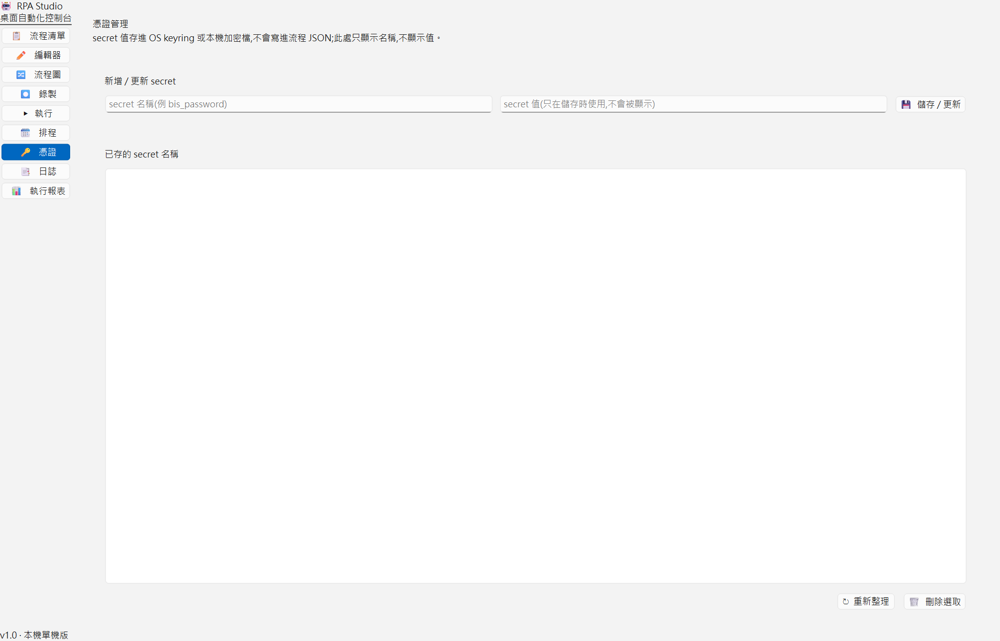 RPA Studio
桌面自動化控制台
流程清單
編輯器
流程圖
錄製
執行
排程
憑證
日誌
執行報表
v1.0 · 本機單機版
憑證管理
secret 值存進 OS keyring 或本機加密檔,不會寫進流程 JSON;此處只顯示名稱,不顯示值。
新增 / 更新 secret
secret 名稱(例 bis_password)
secret 值(只在儲存時使用,不會被顯示)
儲存 / 更新
已存的 secret 名稱
重新整理
刪除選取